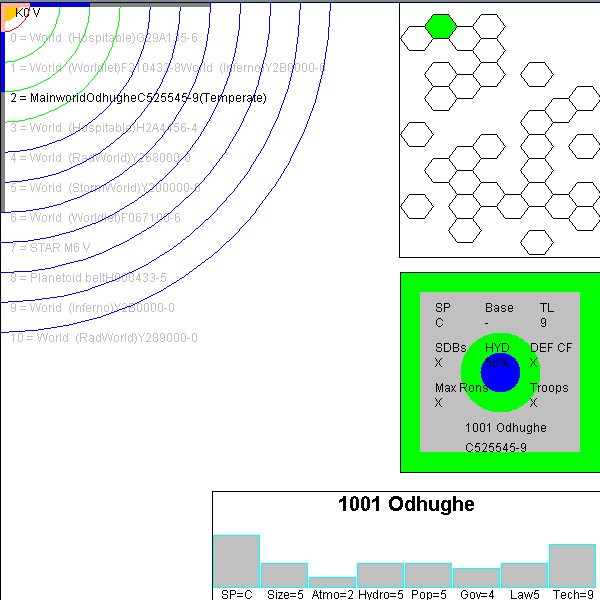 K0 V
0 = World  (Hospitable)G29A155-6
1 = World  (Worldlet)F210433-8World  (Inferno)Y2B0000-0
2 = MainworldOdhugheC525545-9(Temperate)
3 = World  (Hospitable)H2A4456-4
4 = World  (RadWorld)Y268000-0
5 = World  (StormWorld)Y200000-0
6 = World  (Worldlet)F067100-6
7 = STAR M6 V
8 = Planetoid beltH000433-5
9 = World  (Inferno)Y2B0000-0
10 = World  (RadWorld)Y289000-0
SP Base TL
C - 9
SDBs HYD DEF CF
X 50% X
Max Rons Troops
X X
1001 Odhughe
C525545-9
1001 Odhughe
SP=C Size=5 Atmo=2 Hydro=5 Pop=5 Gov=4 Law5 Tech=9